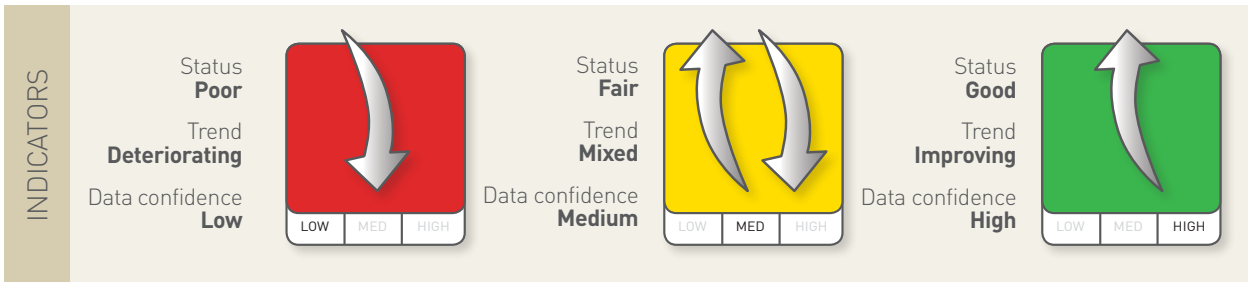 INDICATORS
Status
Poor
Trend
Deteriorating
Data confidence
Low
LOW MED HIGH
Status
Fair
Trend
Mixed
Data confidence
Medium
LOW MED HIGH
Status
Good
Trend
Improving
Data confidence
High
LOW MED HIGH